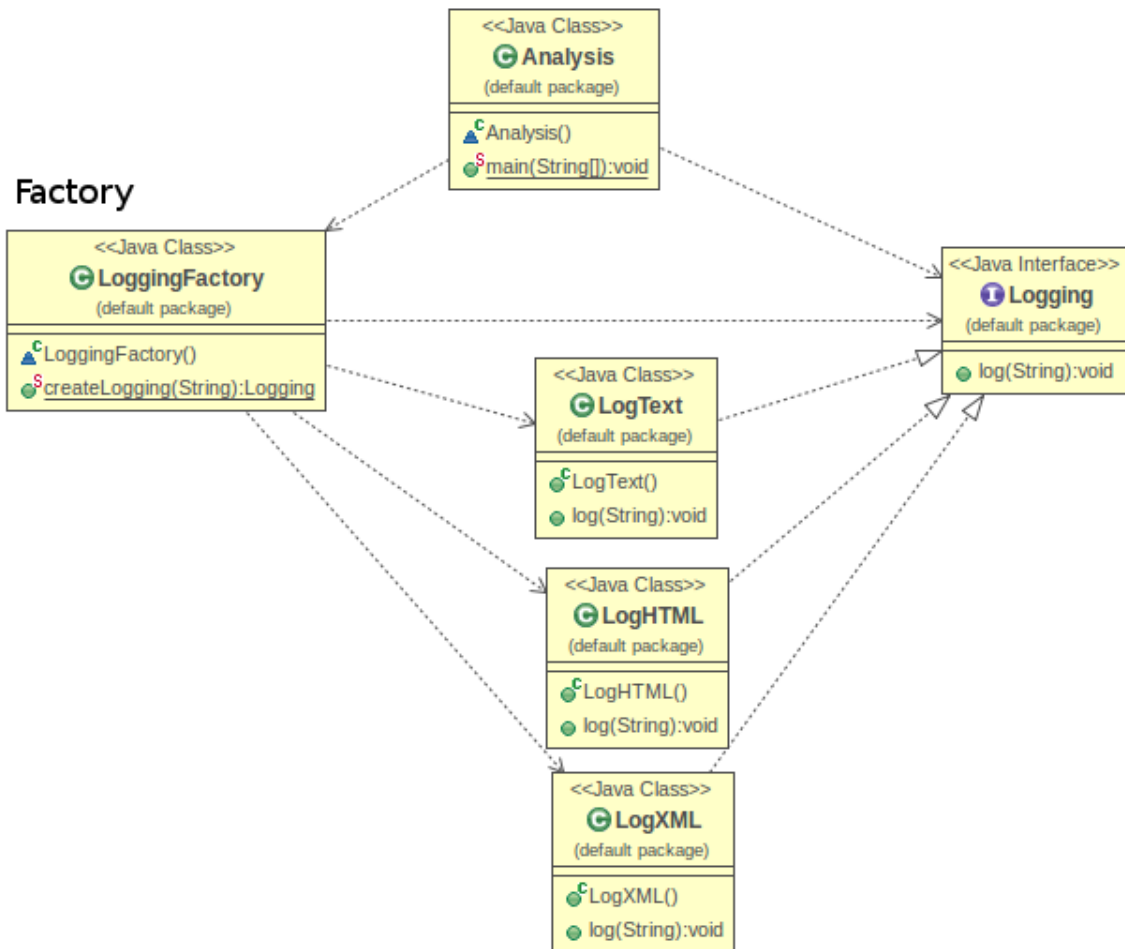 <<Java Class>>
Analysis
(default package)
Analysis()
main(String[]):void
Factory
<<Java Class>>
LoggingFactory
(default package)
LoggingFactory()
createLogging(String):Logging
<<Java Interface>>
Logging
(default package)
log(String):void
<<Java Class>>
LogText
(default package)
LogText()
log(String):void
<<Java Class>>
LogHTML
(default package)
LogHTML()
log(String):void
<<Java Class>>
LogXML
(default package)
LogXML()
log(String):void